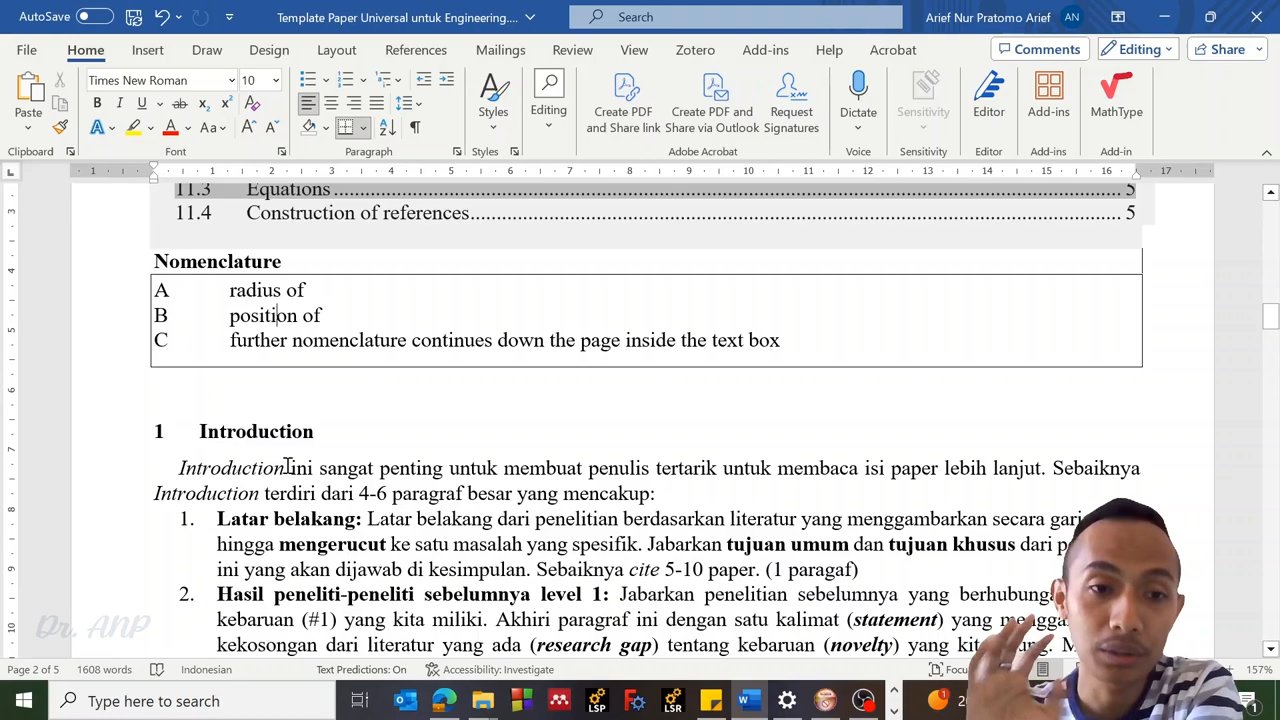 AutoSave Off Template Paper Universal untuk Engineering.... Search Arief Nur Pratomo Arief AN
File Home Insert Draw Design Layout References Mailings Review View Zotero Add-ins Help Acrobat Comments Editing Share
Times New Roman 10
Paste Styles Editing Create PDF and Share link Create PDF and Share via Outlook Request Signatures Dictate Sensitivity Editor Add-ins MathType
Clipboard Font Paragraph Styles Adobe Acrobat Voice Sensitivity Editor Add-ins Add-in
11.3 Equations 5
11.4 Construction of references 5
Nomenclature
A radius of
B position of
C further nomenclature continues down the page inside the text box
1 Introduction
Introduction ini sangat penting untuk membuat penulis tertarik untuk membaca isi paper lebih lanjut. Sebaiknya
Introduction terdiri dari 4-6 paragraf besar yang mencakup:
1. Latar belakang: Latar belakang dari penelitian berdasarkan literatur yang menggambarkan secara
hingga mengerucut ke satu masalah yang spesifik. Jabarkan tujuan umum dan tujuan khusus dari
ini yang akan dijawab di kesimpulan. Sebaiknya cite 5-10 paper. (1 paragaf)
2. Hasil peneliti-peneliti sebelumnya level 1: Jabarkan penelitian sebelumnya yang
kebaruan (#1) yang kita miliki. Akhiri paragraf ini dengan satu kalimat (statement) yang
kekosongan dari literatur yang ada (research gap) tentang kebaruan (novelty) yang
Dr. ANP
Page 2 of 5 1608 words Indonesian Text Predictions: On Accessibility: Investigate 157%
Type here to search